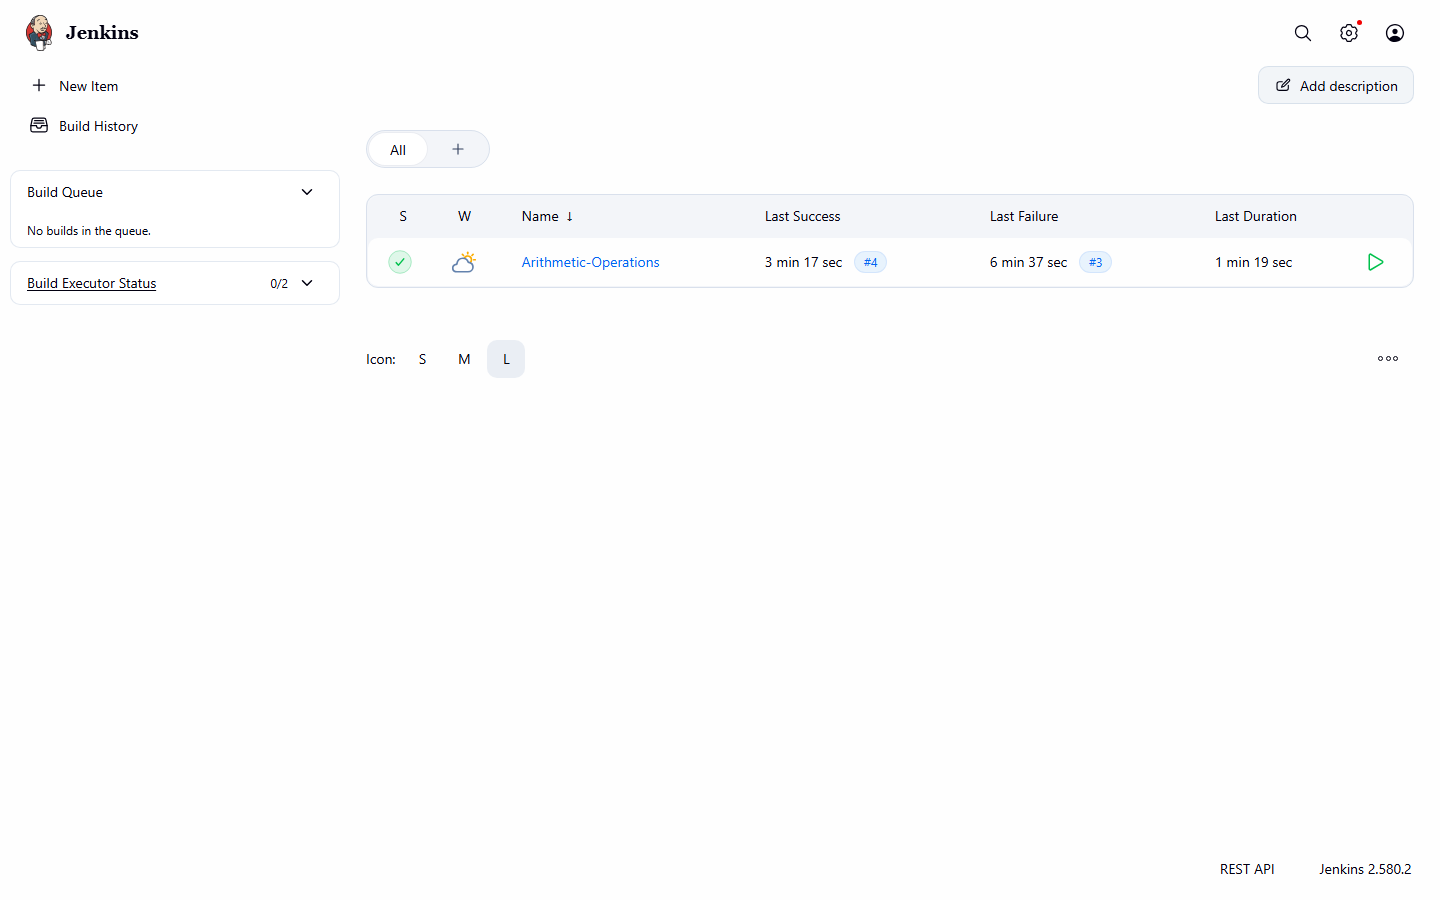 Jenkins
New Item
Build History
Add description
All
Build Queue
No builds in the queue.
Build Executor Status 0/2
S W Name ↓ Last Success Last Failure Last Duration
Arithmetic-Operations 3 min 17 sec #4 6 min 37 sec #3 1 min 19 sec
Icon: S M L
REST API Jenkins 2.580.2